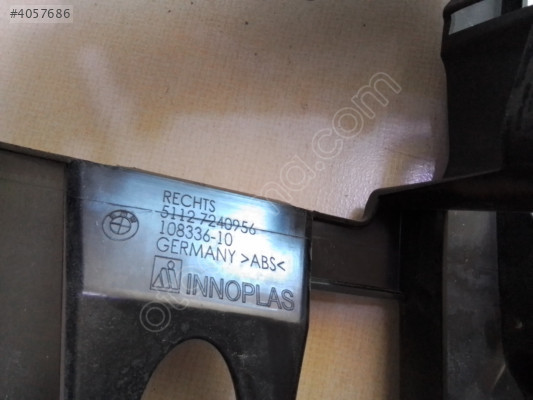 #4057686
RECHTS
5112-7240956
108336-10
GERMANY >ABS<
INNOPLAS